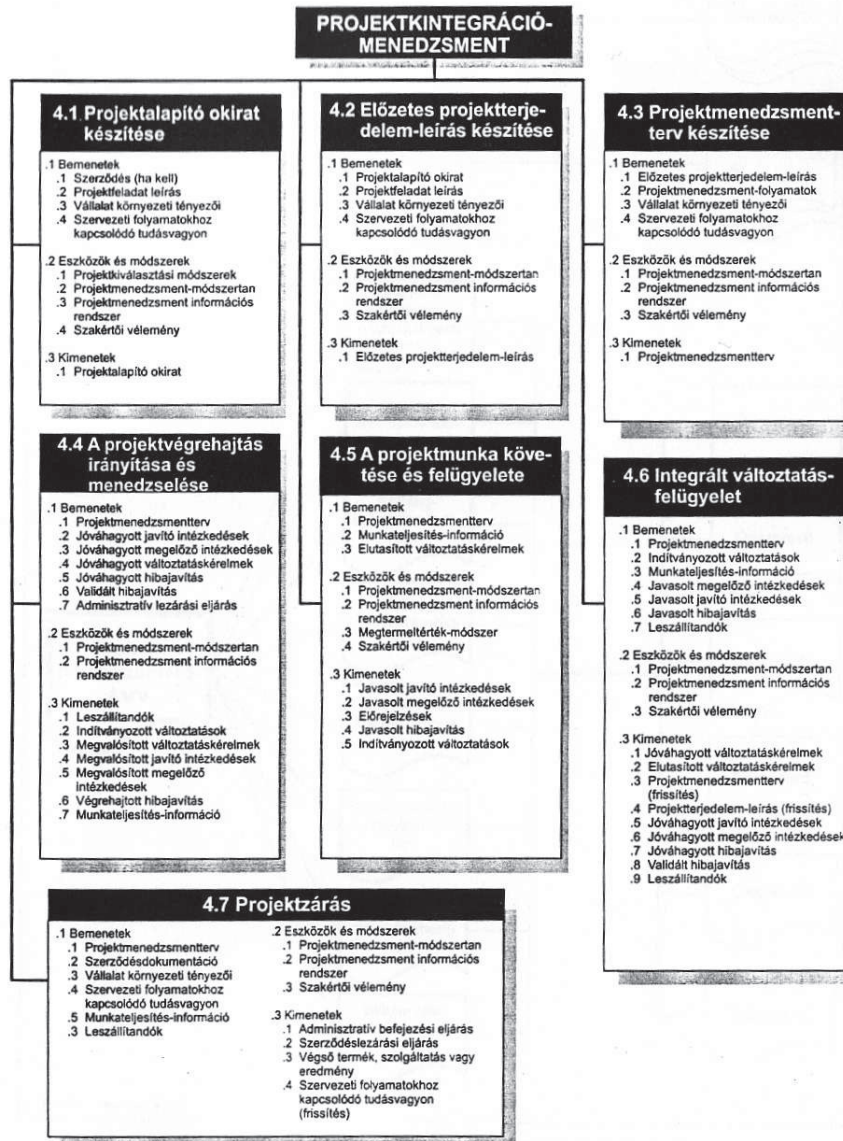 PROJEKTKINTEGRÁCIÓ-
MENEDZSMENT
4.1 Projektalapító okirat
készítése
.1 Bemenetek
.1 Szerződés (ha kell)
.2 Projektfeladat leírás
.3 Vállalat környezeti tényezői
.4 Szervezeti folyamatokhoz
kapcsolódó tudásvagyon
.2 Eszközök és módszerek
.1 Projektkiválasztási módszerek
.2 Projektmenedzsment-módszertan
.3 Projektmenedzsment információs
rendszer
.4 Szakértői vélemény
.3 Kimenetek
.1 Projektalapító okirat
4.2 Előzetes projektterje-
delem-leírás készítése
.1 Bemenetek
.1 Projektalapító okirat
.2 Projektfeladat leírás
.3 Vállalat környezeti tényezői
.4 Szervezeti folyamatokhoz
kapcsolódó tudásvagyon
.2 Eszközök és módszerek
.1 Projektmenedzsment-módszertan
.2 Projektmenedzsment információs
rendszer
.3 Szakértői vélemény
.3 Kimenetek
.1 Előzetes projektterjedelem-leírás
4.3 Projektmenedzsment-
terv készítése
.1 Bemenetek
.1 Előzetes projektterjedelem-leírás
.2 Projektmenedzsment-folyamatok
.3 Vállalat környezeti tényezői
.4 Szervezeti folyamatokhoz
kapcsolódó tudásvagyon
.2 Eszközök és módszerek
.1 Projektmenedzsment-módszertan
.2 Projektmenedzsment információs
rendszer
.3 Szakértői vélemény
.3 Kimenetek
.1 Projektmenedzsmentterv
4.4 A projektvégrehajtás
irányítása és
menedzselése
.1 Bemenetek
.1 Projektmenedzsmentterv
.2 Jóváhagyott javító intézkedések
.3 Jóváhagyott megelőző intézkedések
.4 Jóváhagyott változtatáskérelmek
.5 Jóváhagyott hibajavítás
.6 Validált hibajavítás
.7 Adminisztratív lezárási eljárás
.2 Eszközök és módszerek
.1 Projektmenedzsment-módszertan
.2 Projektmenedzsment információs
rendszer
.3 Kimenetek
.1 Leszállítandók
.2 Indítványozott változtatások
.3 Megvalósított változtatáskérelmek
.4 Megvalósított javító intézkedések
.5 Megvalósított megelőző
intézkedések
.6 Végrehajtott hibajavítás
.7 Munkateljesítés-információ
4.5 A projektmunka köve-
tése és felügyelete
.1 Bemenetek
.1 Projektmenedzsmentterv
.2 Munkateljesítés-információ
.3 Elutasított változtatáskérelmek
.2 Eszközök és módszerek
.1 Projektmenedzsment-módszertan
.2 Projektmenedzsment információs
rendszer
.3 Megtermeltérték-módszer
.4 Szakértői vélemény
.3 Kimenetek
.1 Javasolt javító intézkedések
.2 Javasolt megelőző intézkedések
.3 Előrejelzések
.4 Javasolt hibajavítás
.5 Indítványozott változtatások
4.6 Integrált változtatás-
felügyelet
.1 Bemenetek
.1 Projektmenedzsmentterv
.2 Indítványozott változtatások
.3 Munkateljesítés-információ
.4 Javasolt megelőző intézkedések
.5 Javasolt javító intézkedések
.6 Javasolt hibajavítás
.7 Leszállítandók
.2 Eszközök és módszerek
.1 Projektmenedzsment-módszertan
.2 Projektmenedzsment információs
rendszer
.3 Szakértői vélemény
.3 Kimenetek
.1 Jóváhagyott változtatáskérelmek
.2 Elutasított változtatáskérelmek
.3 Projektmenedzsmentterv
(frissítés)
.4 Projektterjedelem-leírás (frissítés)
.5 Jóváhagyott javító intézkedések
.6 Jóváhagyott megelőző intézkedések
.7 Jóváhagyott hibajavítás
.8 Validált hibajavítás
.9 Leszállítandók
4.7 Projektzárás
.1 Bemenetek
.1 Projektmenedzsmentterv
.2 Szerződésdokumentáció
.3 Vállalat környezeti tényezői
.4 Szervezeti folyamatokhoz
kapcsolódó tudásvagyon
.5 Munkateljesítés-információ
.3 Leszállítandók
.2 Eszközök és módszerek
.1 Projektmenedzsment-módszertan
.2 Projektmenedzsment információs
rendszer
.3 Szakértői vélemény
.3 Kimenetek
.1 Adminisztratív befejezési eljárás
.2 Szerződéslezárási eljárás
.3 Végső termék, szolgáltatás vagy
eredmény
.4 Szervezeti folyamatokhoz
kapcsolódó tudásvagyon
(frissítés)